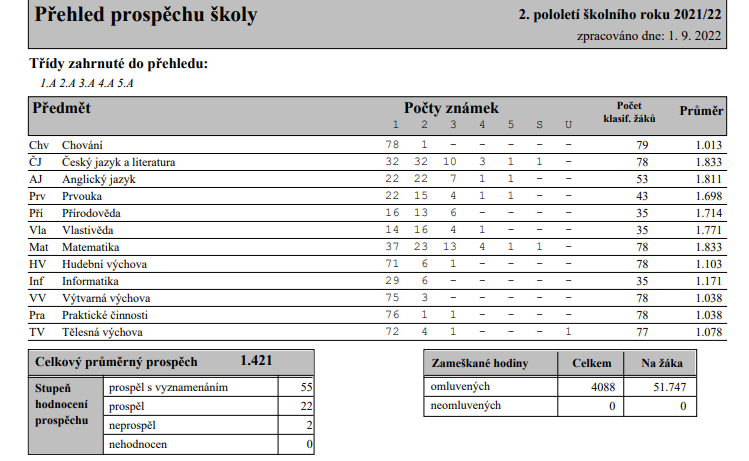 Přehled prospěchu školy
2. pololetí školního roku 2021/22
zpracováno dne: 1. 9. 2022
Třídy zahrnuté do přehledu:
1.A 2.A 3.A 4.A 5.A
Předmět Počty známek Počet klasif. žáků Průměr
1 2 3 4 5 S U
Chv Chování 78 1 - - - - - 79 1.013
ČJ Český jazyk a literatura 32 32 10 3 1 1 - 78 1.833
AJ Anglický jazyk 22 22 7 1 1 - - 53 1.811
Prv Prvouka 22 15 4 1 1 - - 43 1.698
Pří Přírodověda 16 13 6 - - - - 35 1.714
Vla Vlastivěda 14 16 4 1 - - - 35 1.771
Mat Matematika 37 23 13 4 1 1 - 78 1.833
HV Hudební výchova 71 6 1 - - - - 78 1.103
Inf Informatika 29 6 - - - - - 35 1.171
VV Výtvarná výchova 75 3 - - - - - 78 1.038
Pra Praktické činnosti 76 1 1 - - - - 78 1.038
TV Tělesná výchova 72 4 1 - - - 1 77 1.078
Celkový průměrný prospěch 1.421
Stupeň hodnocení prospěchu
prospěl s vyznamenáním 55
prospěl 22
neprospěl 2
nehodnocen 0
Zameškané hodiny Celkem Na žáka
omluvených 4088 51.747
neomluvených 0 0